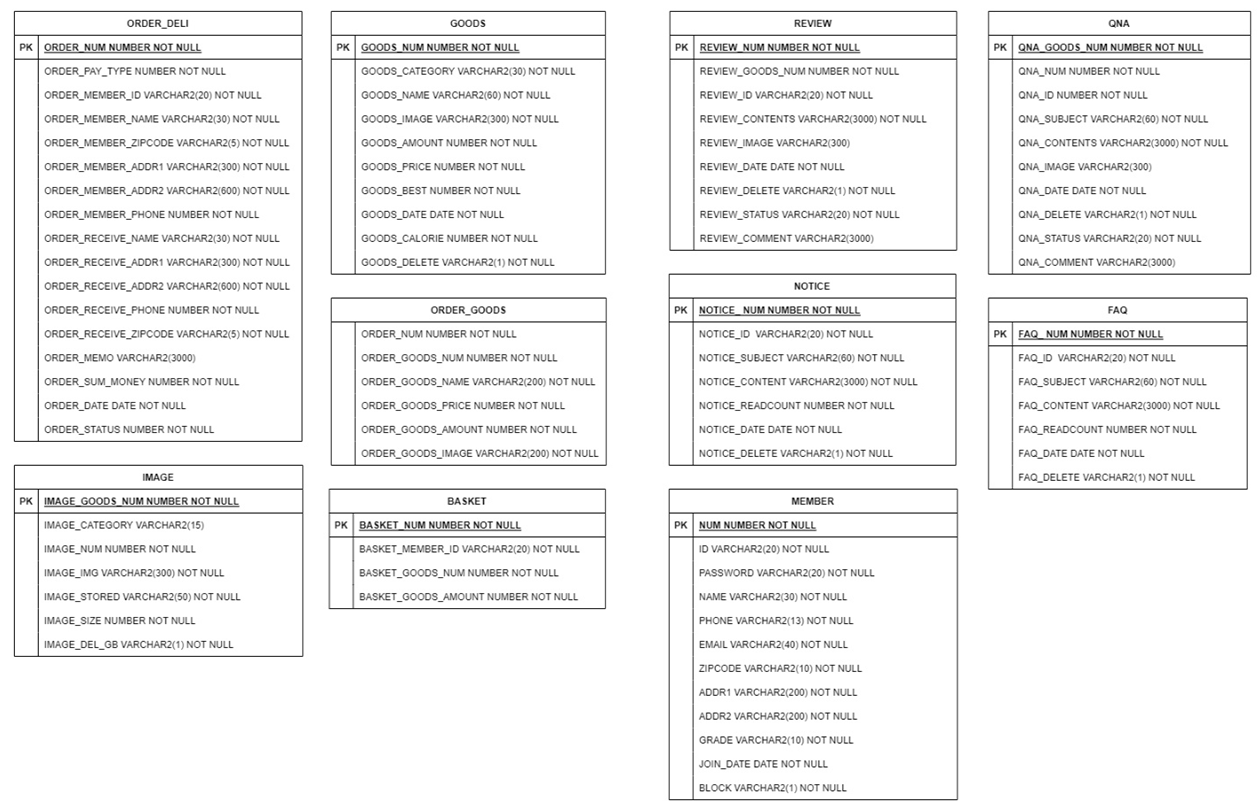 ORDER_DELI
PK ORDER_NUM NUMBER NOT NULL
ORDER_PAY_TYPE NUMBER NOT NULL
ORDER_MEMBER_ID VARCHAR2(20) NOT NULL
ORDER_MEMBER_NAME VARCHAR2(30) NOT NULL
ORDER_MEMBER_ZIPCODE VARCHAR2(5) NOT NULL
ORDER_MEMBER_ADDR1 VARCHAR2(300) NOT NULL
ORDER_MEMBER_ADDR2 VARCHAR2(600) NOT NULL
ORDER_MEMBER_PHONE NUMBER NOT NULL
ORDER_RECEIVE_NAME VARCHAR2(30) NOT NULL
ORDER_RECEIVE_ADDR1 VARCHAR2(300) NOT NULL
ORDER_RECEIVE_ADDR2 VARCHAR2(600) NOT NULL
ORDER_RECEIVE_PHONE NUMBER NOT NULL
ORDER_RECEIVE_ZIPCODE VARCHAR2(5) NOT NULL
ORDER_MEMO VARCHAR2(3000)
ORDER_SUM_MONEY NUMBER NOT NULL
ORDER_DATE DATE NOT NULL
ORDER_STATUS NUMBER NOT NULL
IMAGE
PK IMAGE_GOODS_NUM NUMBER NOT NULL
IMAGE_CATEGORY VARCHAR2(15)
IMAGE_NUM NUMBER NOT NULL
IMAGE_IMG VARCHAR2(300) NOT NULL
IMAGE_STORED VARCHAR2(50) NOT NULL
IMAGE_SIZE NUMBER NOT NULL
IMAGE_DEL_GB VARCHAR2(1) NOT NULL
GOODS
PK GOODS_NUM NUMBER NOT NULL
GOODS_CATEGORY VARCHAR2(30) NOT NULL
GOODS_NAME VARCHAR2(60) NOT NULL
GOODS_IMAGE VARCHAR2(300) NOT NULL
GOODS_AMOUNT NUMBER NOT NULL
GOODS_PRICE NUMBER NOT NULL
GOODS_BEST NUMBER NOT NULL
GOODS_DATE DATE NOT NULL
GOODS_CALORIE NUMBER NOT NULL
GOODS_DELETE VARCHAR2(1) NOT NULL
ORDER_GOODS
ORDER_NUM NUMBER NOT NULL
ORDER_GOODS_NUM NUMBER NOT NULL
ORDER_GOODS_NAME VARCHAR2(200) NOT NULL
ORDER_GOODS_PRICE NUMBER NOT NULL
ORDER_GOODS_AMOUNT NUMBER NOT NULL
ORDER_GOODS_IMAGE VARCHAR2(200) NOT NULL
BASKET
PK BASKET_NUM NUMBER NOT NULL
BASKET_MEMBER_ID VARCHAR2(20) NOT NULL
BASKET_GOODS_NUM NUMBER NOT NULL
BASKET_GOODS_AMOUNT NUMBER NOT NULL
REVIEW
PK REVIEW_NUM NUMBER NOT NULL
REVIEW_GOODS_NUM NUMBER NOT NULL
REVIEW_ID VARCHAR2(20) NOT NULL
REVIEW_CONTENTS VARCHAR2(3000) NOT NULL
REVIEW_IMAGE VARCHAR2(300)
REVIEW_DATE DATE NOT NULL
REVIEW_DELETE VARCHAR2(1) NOT NULL
REVIEW_STATUS VARCHAR2(20) NOT NULL
REVIEW_COMMENT VARCHAR2(3000)
NOTICE
PK NOTICE_ NUM NUMBER NOT NULL
NOTICE_ID VARCHAR2(20) NOT NULL
NOTICE_SUBJECT VARCHAR2(60) NOT NULL
NOTICE_CONTENT VARCHAR2(3000) NOT NULL
NOTICE_READCOUNT NUMBER NOT NULL
NOTICE_DATE DATE NOT NULL
NOTICE_DELETE VARCHAR2(1) NOT NULL
MEMBER
PK NUM NUMBER NOT NULL
ID VARCHAR2(20) NOT NULL
PASSWORD VARCHAR2(20) NOT NULL
NAME VARCHAR2(30) NOT NULL
PHONE VARCHAR2(13) NOT NULL
EMAIL VARCHAR2(40) NOT NULL
ZIPCODE VARCHAR2(10) NOT NULL
ADDR1 VARCHAR2(200) NOT NULL
ADDR2 VARCHAR2(200) NOT NULL
GRADE VARCHAR2(10) NOT NULL
JOIN_DATE DATE NOT NULL
BLOCK VARCHAR2(1) NOT NULL
QNA
PK QNA_GOODS_NUM NUMBER NOT NULL
QNA_NUM NUMBER NOT NULL
QNA_ID NUMBER NOT NULL
QNA_SUBJECT VARCHAR2(60) NOT NULL
QNA_CONTENTS VARCHAR2(3000) NOT NULL
QNA_IMAGE VARCHAR2(300)
QNA_DATE DATE NOT NULL
QNA_DELETE VARCHAR2(1) NOT NULL
QNA_STATUS VARCHAR2(20) NOT NULL
QNA_COMMENT VARCHAR2(3000)
FAQ
PK FAQ_ NUM NUMBER NOT NULL
FAQ_ID VARCHAR2(20) NOT NULL
FAQ_SUBJECT VARCHAR2(60) NOT NULL
FAQ_CONTENT VARCHAR2(3000) NOT NULL
FAQ_READCOUNT NUMBER NOT NULL
FAQ_DATE DATE NOT NULL
FAQ_DELETE VARCHAR2(1) NOT NULL